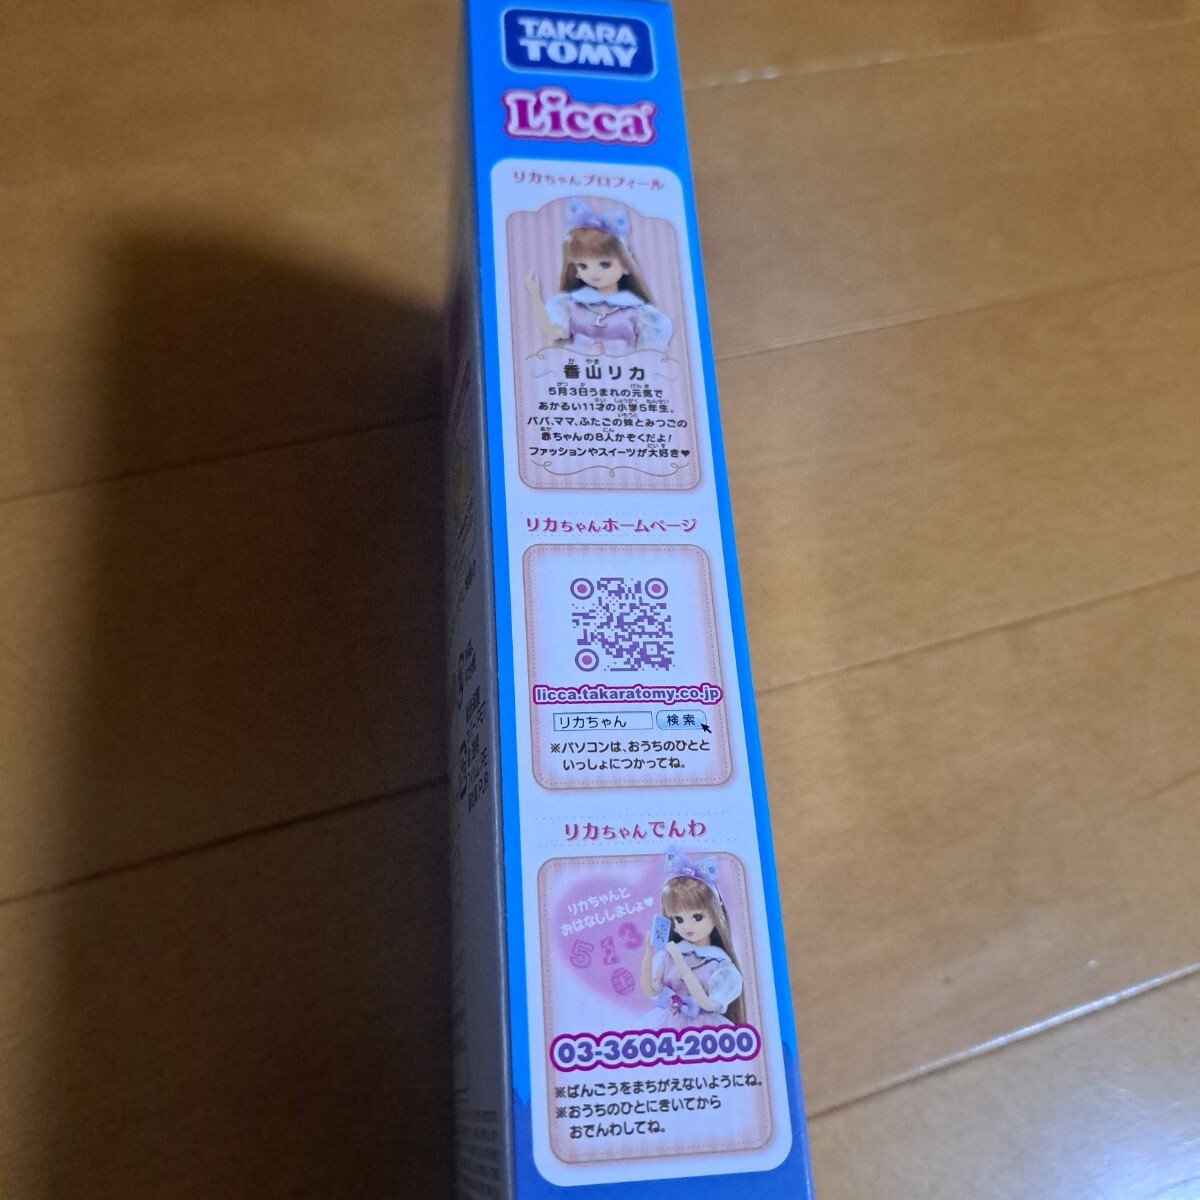 TAKARA
TOMY
Licca
リカちゃんプロフィール
香山リカ
5月3日うまれの元気で
あかるい11才の小学5年生。
パパ、ママ、ふたごの妹とみつごの
赤ちゃんの8人かぞくだよ!
ファッションやスイーツが大好き♥
リカちゃんホームページ
licca.takaratomy.co.jp
リカちゃん 検索
※パソコンは、おうちのひとと
いっしょにつかってね。
リカちゃんでんわ
リカちゃんと
おはなししましょ♥
513
03-3604-2000
※ばんごうをまちがえないようにね。
※おうちのひとにきいてから
おでんわしてね。